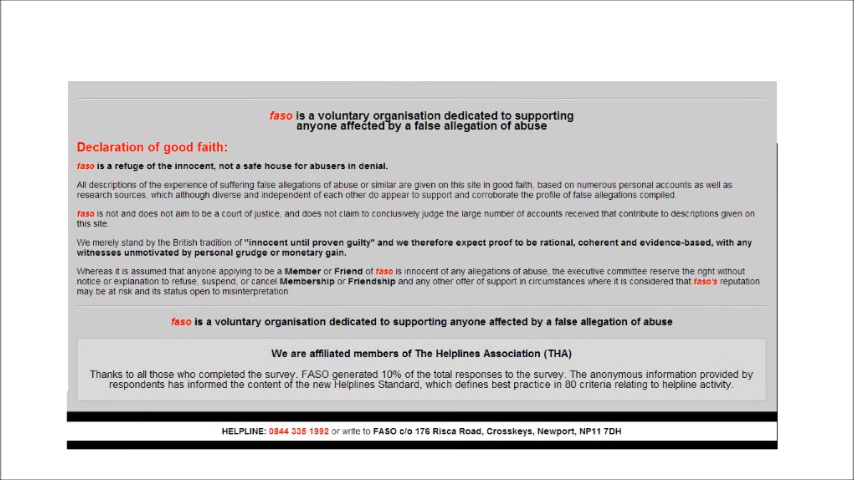 faso is a voluntary organisation dedicated to supporting
anyone affected by a false allegation of abuse
Declaration of good faith:
faso is a refuge of the innocent, not a safe house for abusers in denial.
All descriptions of the experience of suffering false allegations of abuse or similar are given on this site in good faith, based on numerous personal accounts as well as
research sources, which although diverse and independent of each other do appear to support and corroborate the profile of false allegations compiled.
faso is not and does not aim to be a court of justice, and does not claim to conclusively judge the large number of accounts received that contribute to descriptions given on
this site.
We merely stand by the British tradition of "innocent until proven guilty" and we therefore expect proof to be rational, coherent and evidence-based, with any
witnesses unmotivated by personal grudge or monetary gain.
Whereas it is assumed that anyone applying to be a Member or Friend of faso is innocent of any allegations of abuse, the executive committee reserve the right without
notice or explanation to refuse, suspend, or cancel Membership or Friendship and any other offer of support in circumstances where it is considered that faso's reputation
may be at risk and its status open to misinterpretation.
faso is a voluntary organisation dedicated to supporting anyone affected by a false allegation of abuse
We are affiliated members of The Helplines Association (THA)
Thanks to all those who completed the survey. FASO generated 10% of the total responses to the survey. The anonymous information provided by
respondents has informed the content of the new Helplines Standard, which defines best practice in 80 criteria relating to helpline activity.
HELPLINE: 0844 335 1992 or write to FASO c/o 176 Risca Road, Crosskeys, Newport, NP11 7DH